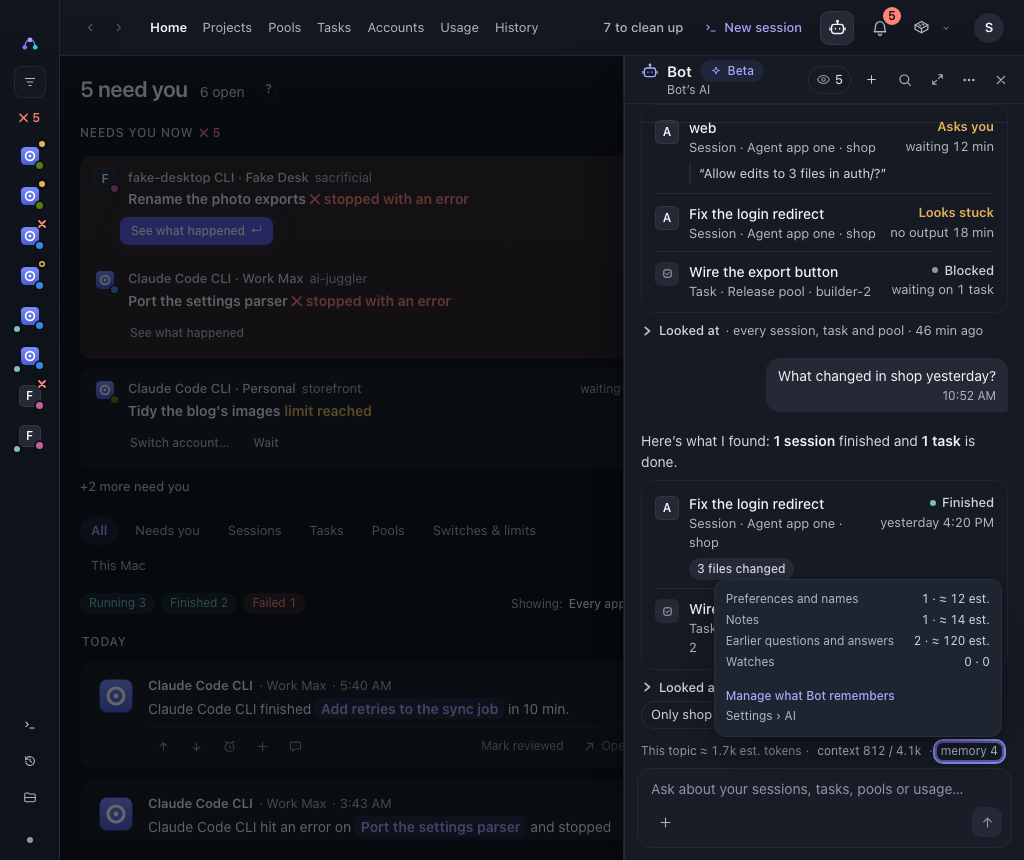 Home Projects Pools Tasks Accounts Usage History
7 to clean up
New session
5
S
5
5 need you 6 open ?
NEEDS YOU NOW 5
F
fake-desktop CLI · Fake Desk sacrificial
Rename the photo exports stopped with an error
See what happened
Claude Code CLI · Work Max ai-juggler
Port the settings parser stopped with an error
See what happened
Claude Code CLI · Personal storefront waiting
Tidy the blog's images limit reached
Switch account… Wait
+2 more need you
F
F
All Needs you Sessions Tasks Pools Switches & limits
This Mac
Running 3 Finished 2 Failed 1
Showing: Every app
TODAY
Claude Code CLI · Work Max · 5:40 AM
Claude Code CLI finished Add retries to the sync job in 10 min.
Mark reviewed Ope
Claude Code CLI · Work Max · 3:43 AM
Claude Code CLI hit an error on Port the settings parser and stopped
Bot Beta
Bot's AI
5
A
web Asks you
Session · Agent app one · shop waiting 12 min
“Allow edits to 3 files in auth/?”
A
Fix the login redirect Looks stuck
Session · Agent app one · shop no output 18 min
Wire the export button Blocked
Task · Release pool · builder-2 waiting on 1 task
Looked at · every session, task and pool · 46 min ago
What changed in shop yesterday?
10:52 AM
Here’s what I found: 1 session finished and 1 task is
done.
A
Fix the login redirect Finished
Session · Agent app one · yesterday 4:20 PM
shop
3 files changed
Wire
Task
2
Preferences and names 1 · ≈ 12 est.
Notes 1 · ≈ 14 est.
Earlier questions and answers 2 · ≈ 120 est.
Watches 0 · 0
Manage what Bot remembers
Settings › AI
Looked a
Only shop
This topic ≈ 1.7k est. tokens · context 812 / 4.1k · memory 4
Ask about your sessions, tasks, pools or usage…